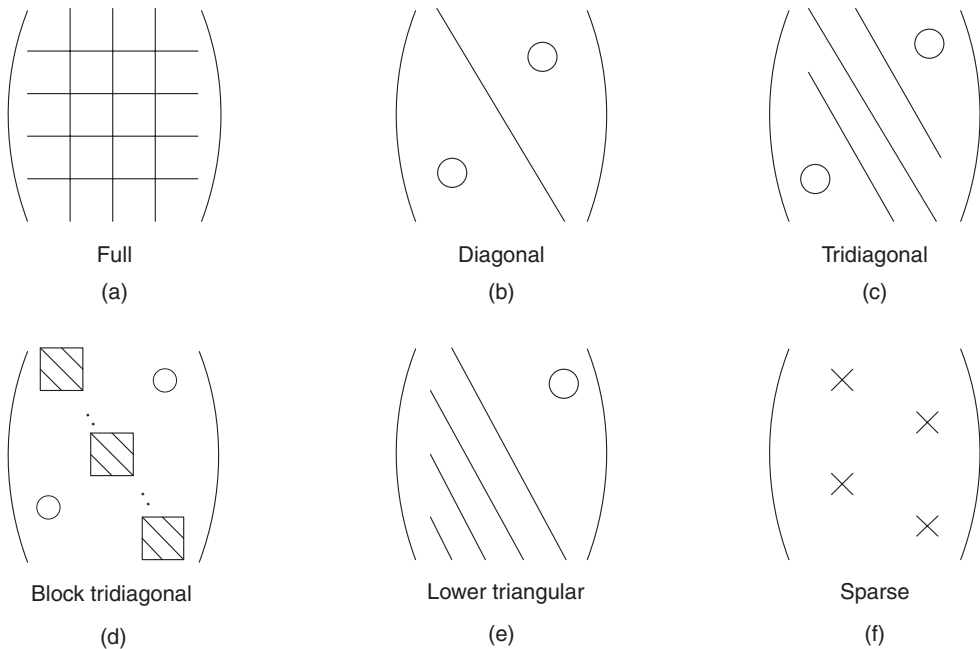 Full
(a)
Diagonal
(b)
Tridiagonal
(c)
Block tridiagonal
(d)
Lower triangular
(e)
Sparse
(f)